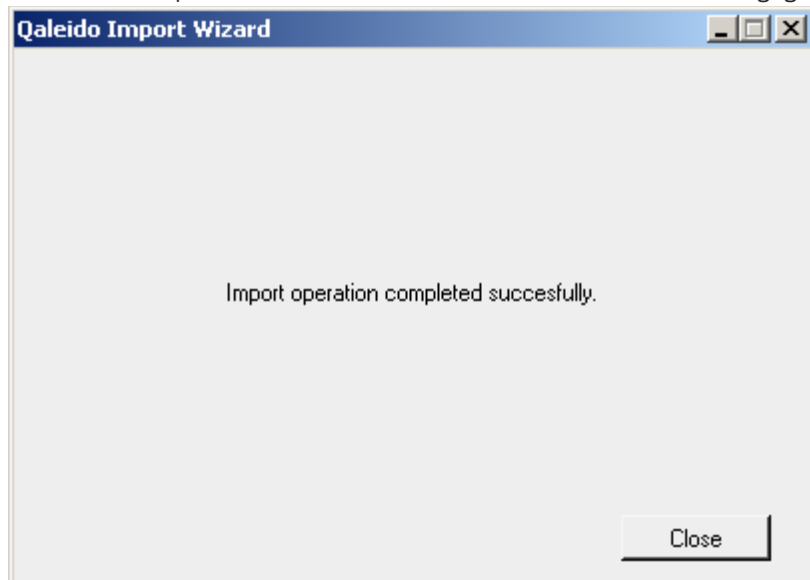 Qaleido Import Wizard
Import operation completed succesfully.
Close